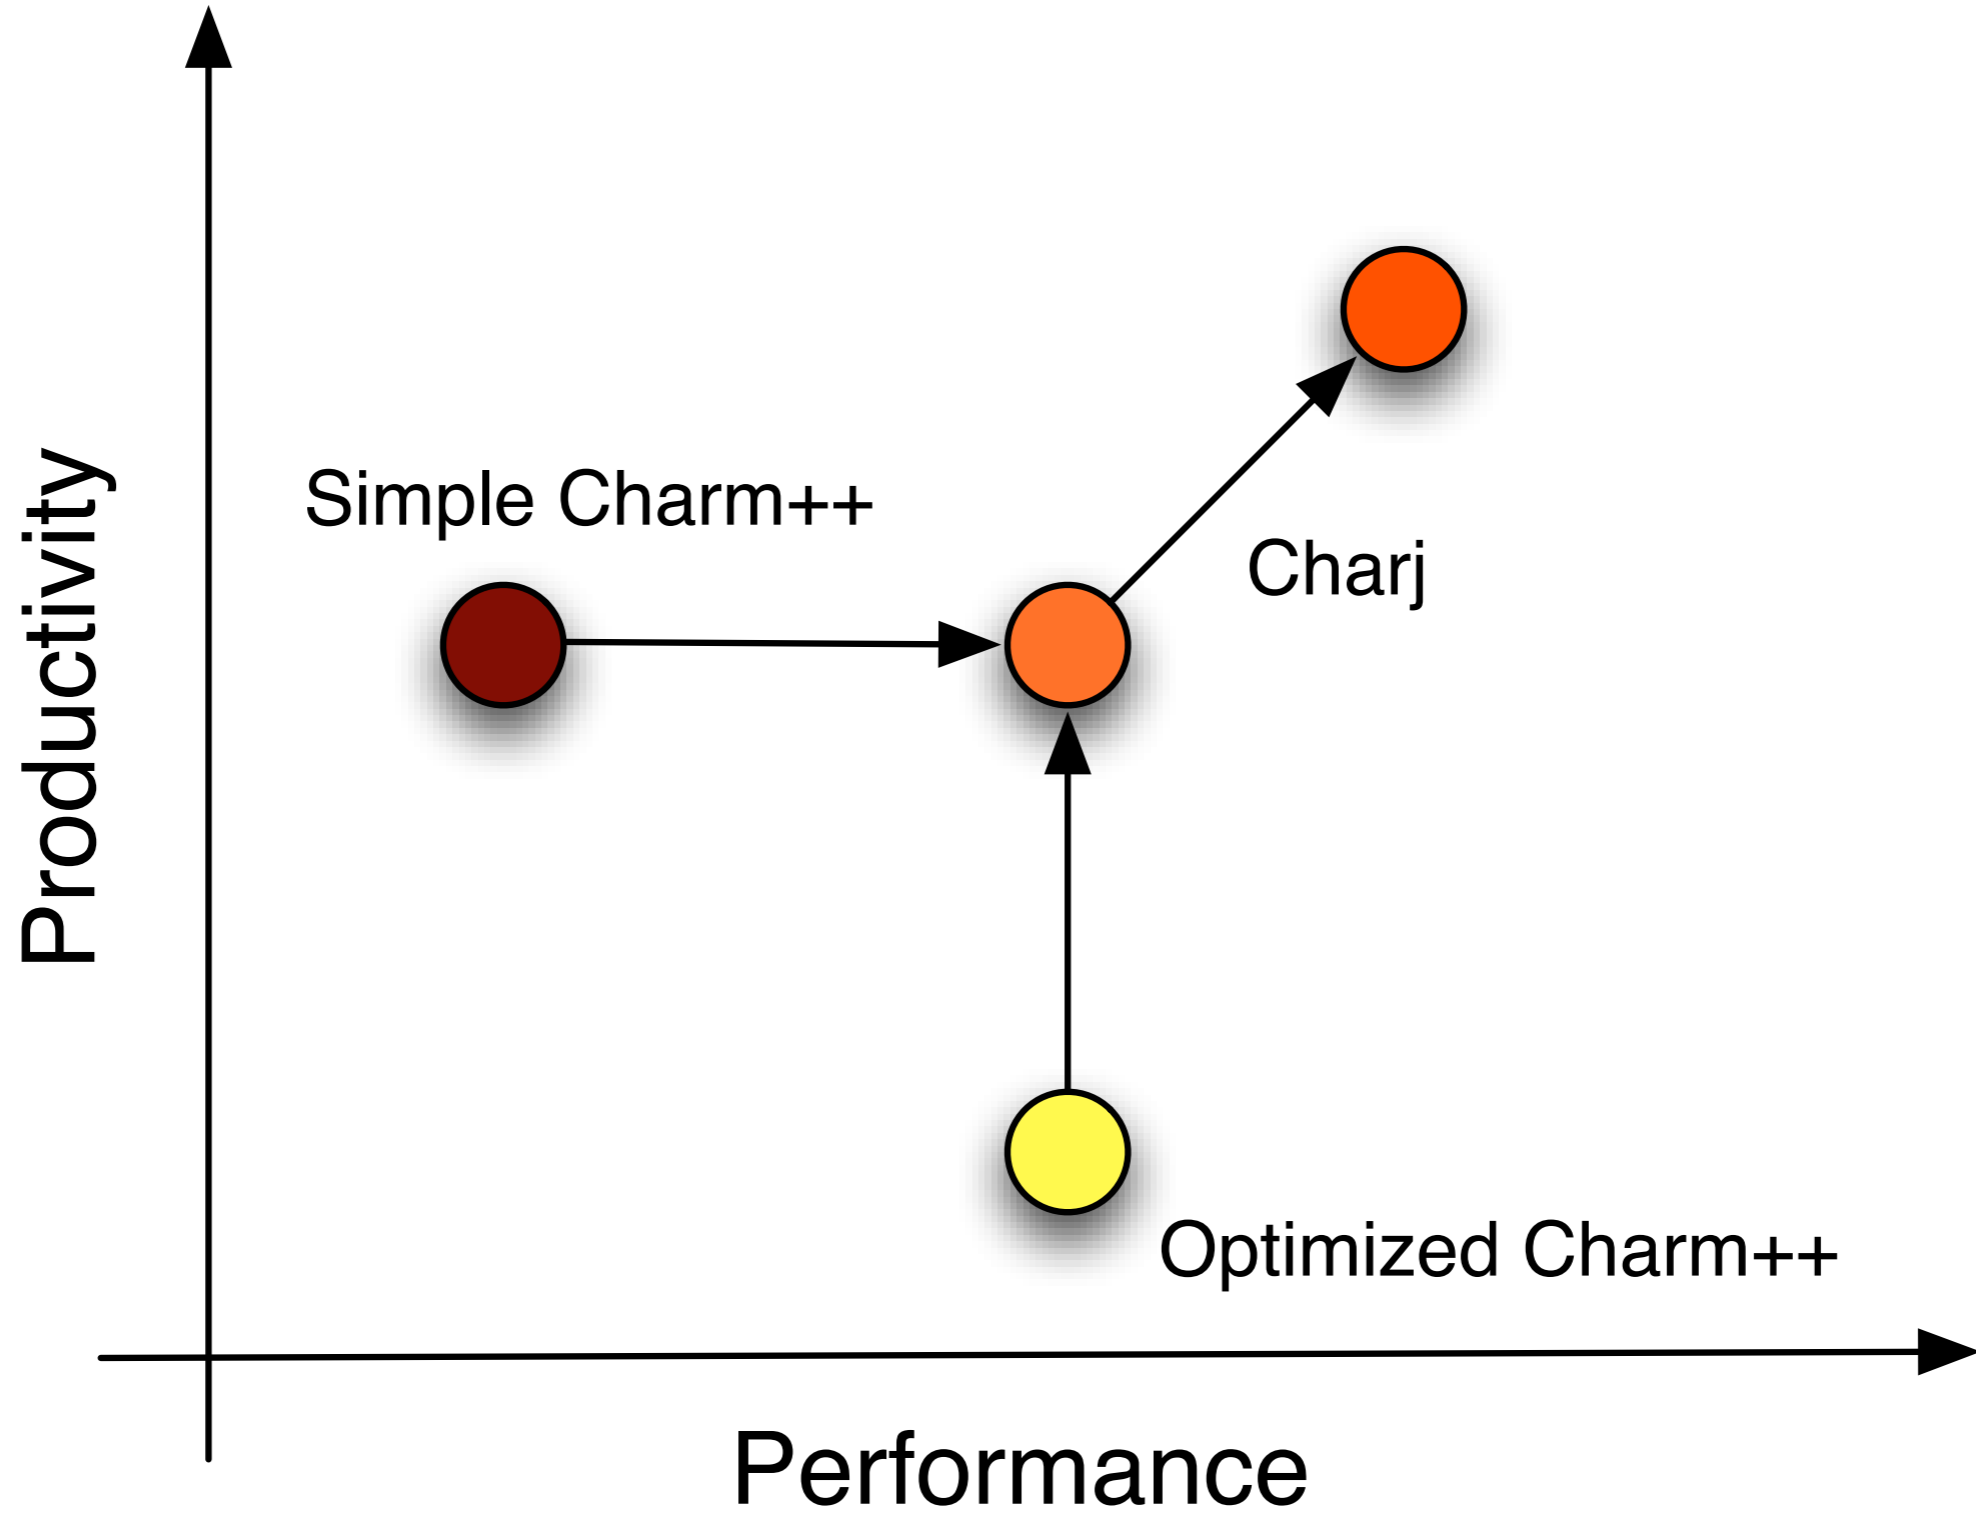 Productivity
Simple Charm++
Charj
Optimized Charm++
Performance